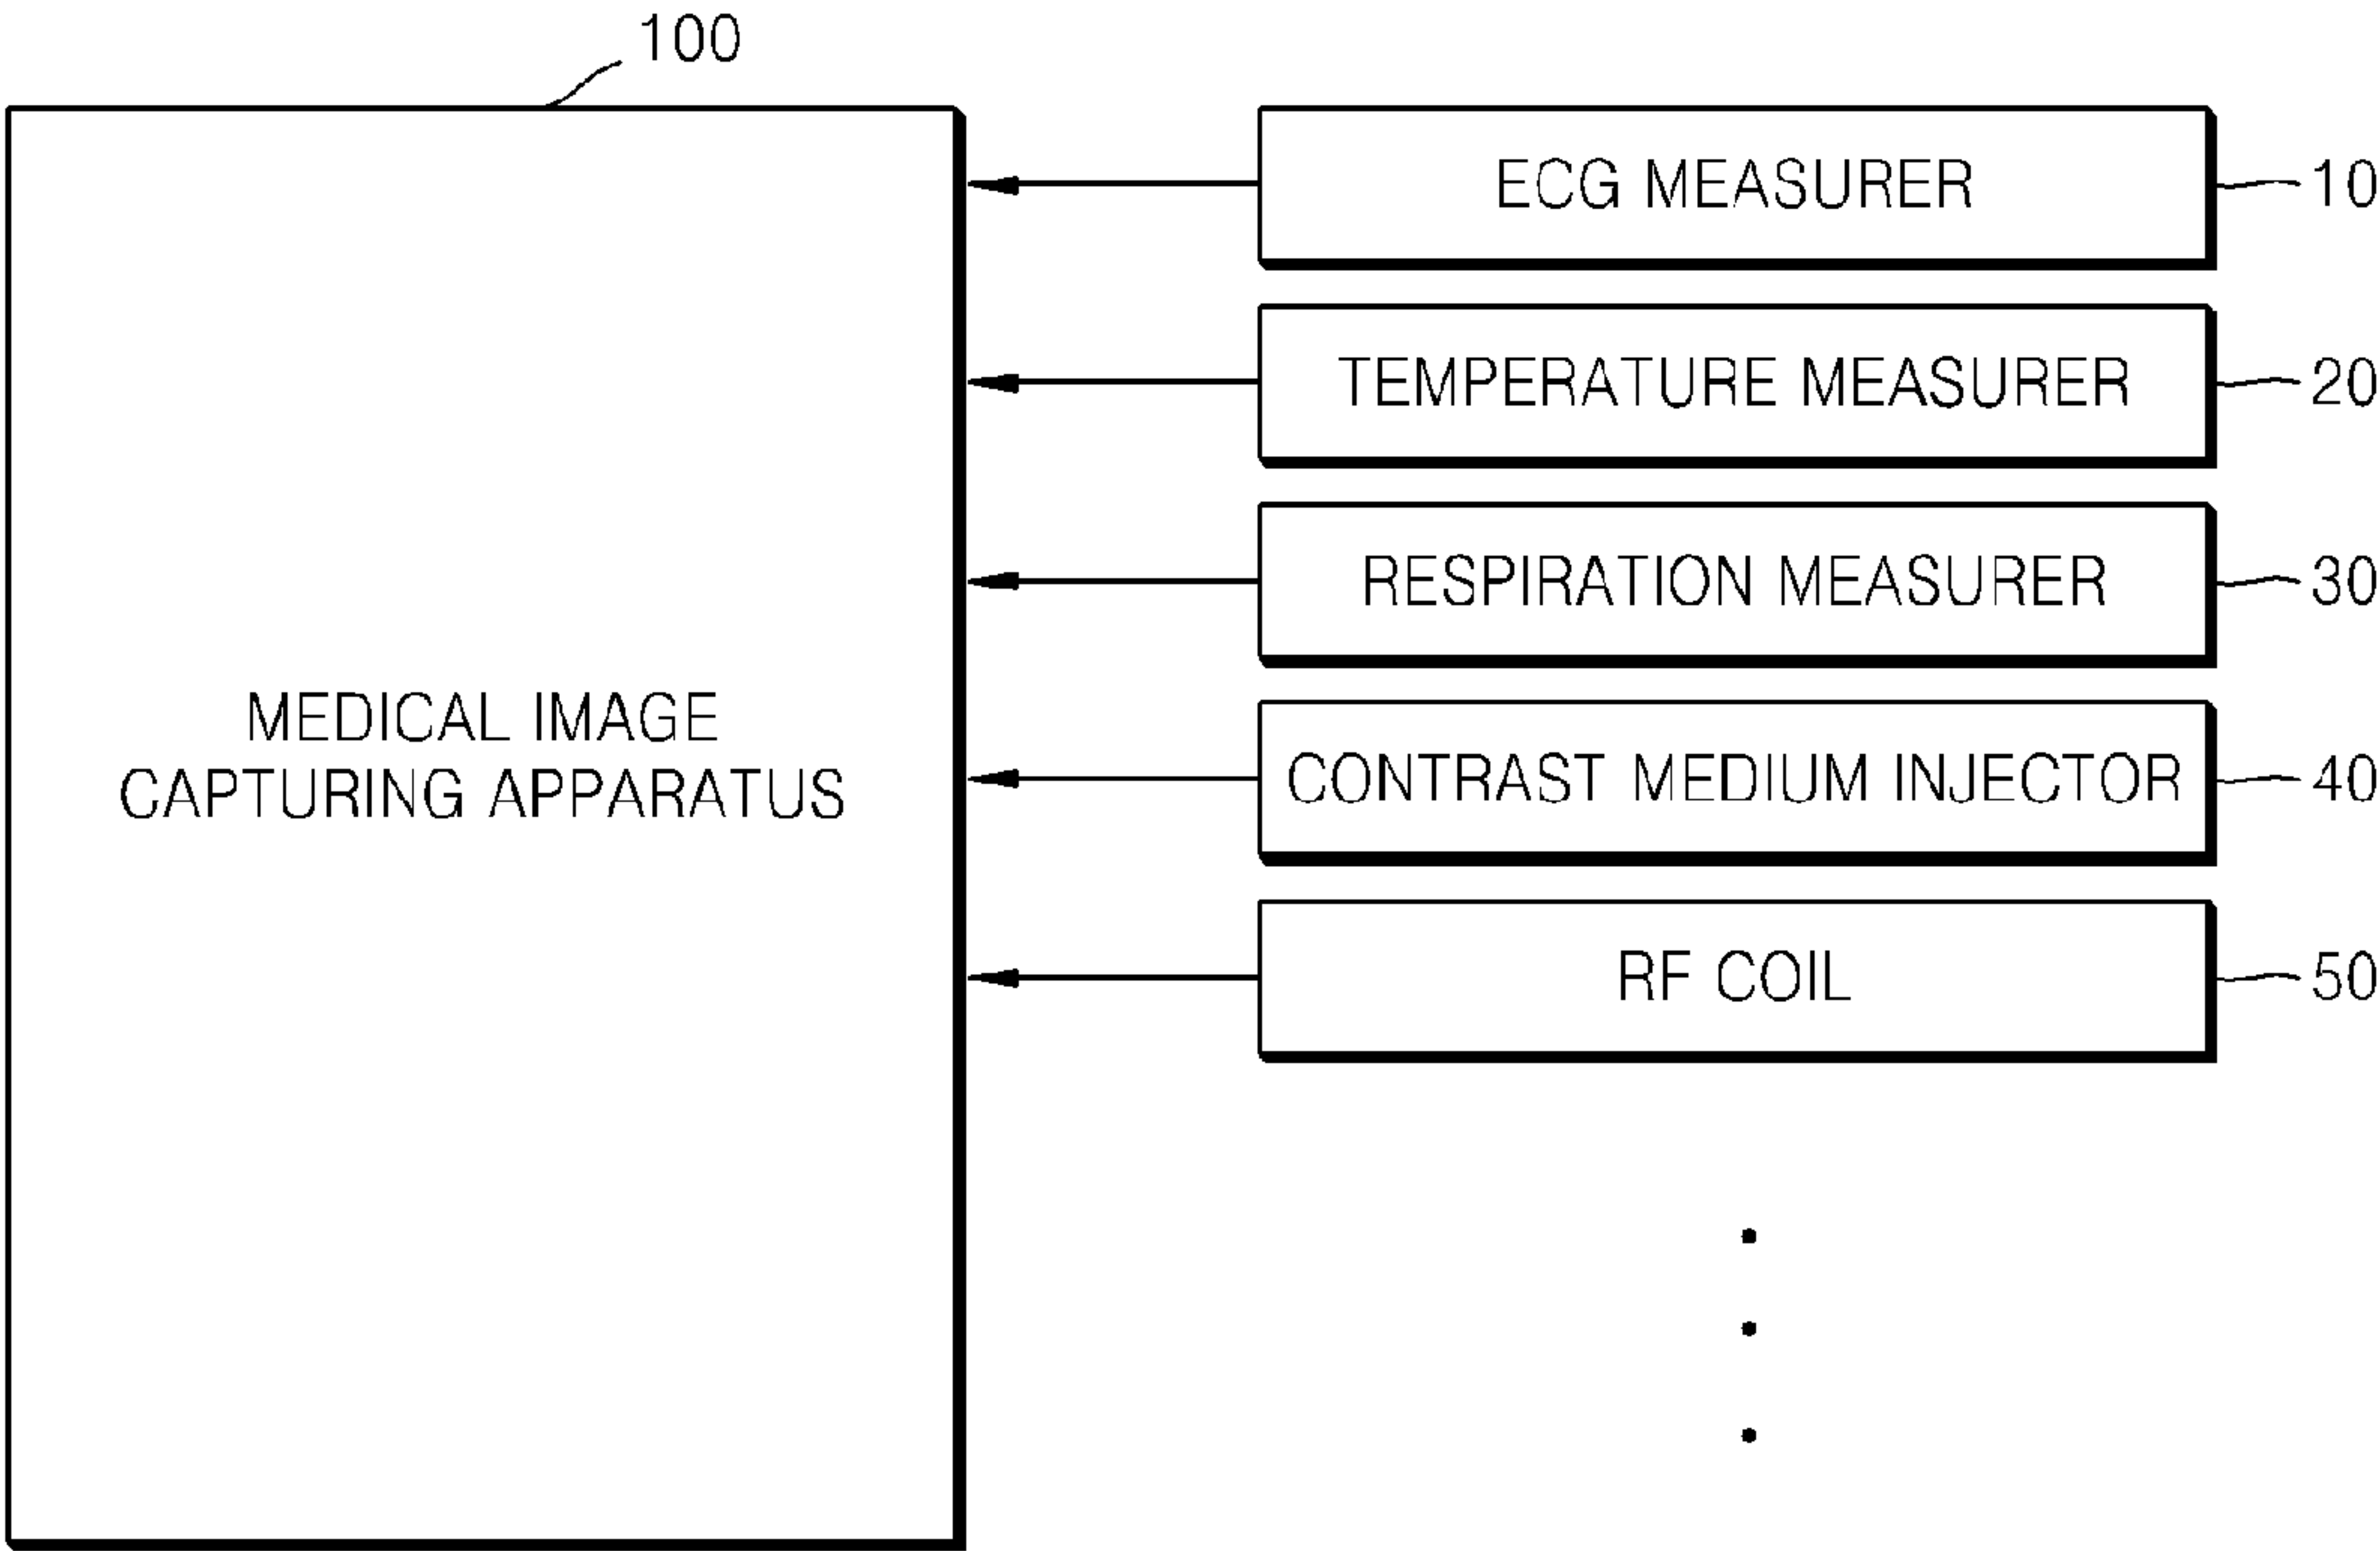 100
MEDICAL IMAGE
CAPTURING APPARATUS
ECG MEASURER
10
TEMPERATURE MEASURER
20
RESPIRATION MEASURER
30
CONTRAST MEDIUM INJECTOR
40
RF COIL
50